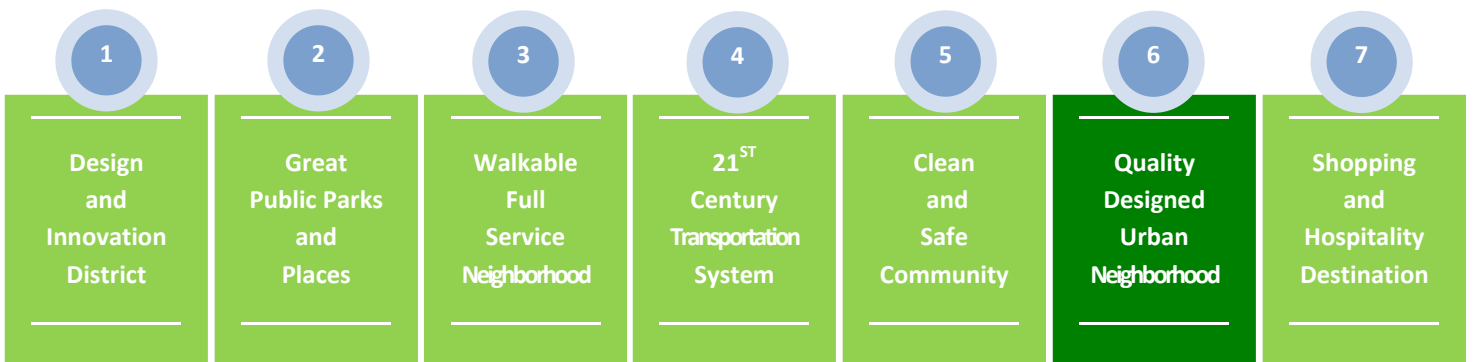 1
Design
and
Innovation
District
2
Great
Public Parks
and
Places
3
Walkable
Full
Service
Neighborhood
4
21ST
Century
Transportation
System
5
Clean
and
Safe
Community
6
Quality
Designed
Urban
Neighborhood
7
Shopping
and
Hospitality
Destination